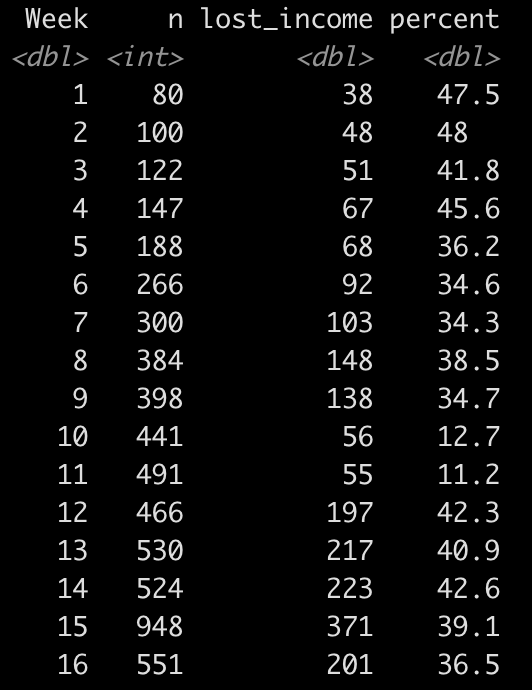 Week n lost_income percent
<dbl> <int> <dbl> <dbl>
1 80 38 47.5
2 100 48 48
3 122 51 41.8
4 147 67 45.6
5 188 68 36.2
6 266 92 34.6
7 300 103 34.3
8 384 148 38.5
9 398 138 34.7
10 441 56 12.7
11 491 55 11.2
12 466 197 42.3
13 530 217 40.9
14 524 223 42.6
15 948 371 39.1
16 551 201 36.5